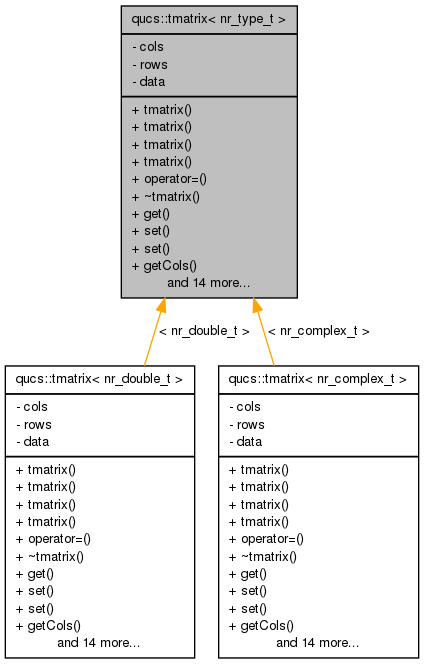 qucs::tmatrix< nr_type_t >
- cols
- rows
- data
+ tmatrix()
+ tmatrix()
+ tmatrix()
+ tmatrix()
+ operator=()
+ ~tmatrix()
+ get()
+ set()
+ set()
+ getCols()
and 14 more...
< nr_double_t >
< nr_complex_t >
qucs::tmatrix< nr_double_t >
- cols
- rows
- data
+ tmatrix()
+ tmatrix()
+ tmatrix()
+ tmatrix()
+ operator=()
+ ~tmatrix()
+ get()
+ set()
+ set()
+ getCols()
and 14 more...
qucs::tmatrix< nr_complex_t >
- cols
- rows
- data
+ tmatrix()
+ tmatrix()
+ tmatrix()
+ tmatrix()
+ operator=()
+ ~tmatrix()
+ get()
+ set()
+ set()
+ getCols()
and 14 more...